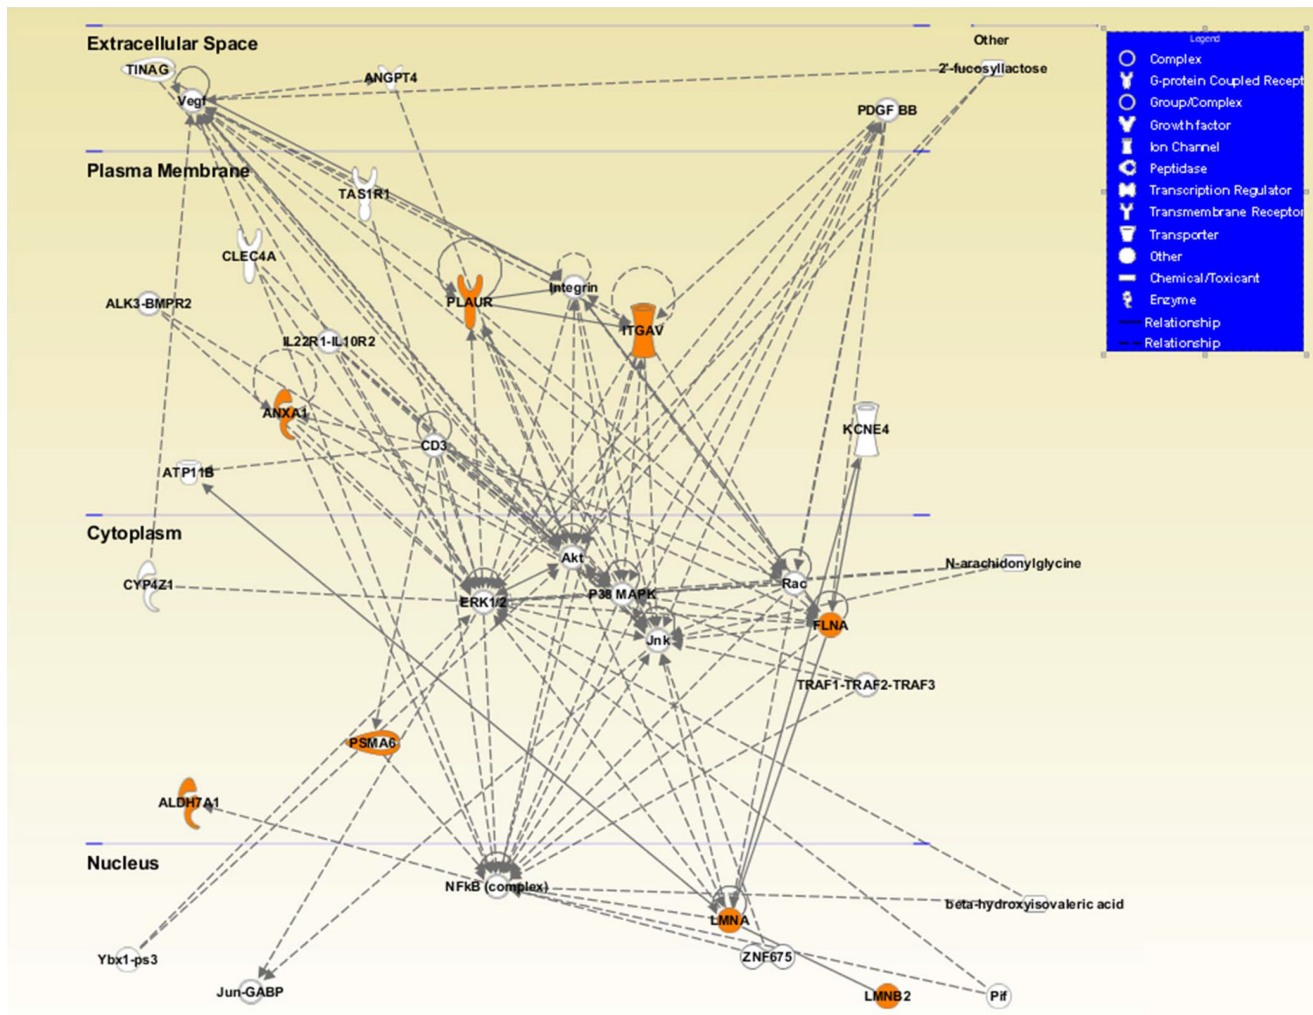 Extracellular Space
Other
TINAG
ANGPT4
2'-fucosyllactose
Vegf
PDGF BB
Plasma Membrane
TAS1R1
CLEC4A
ALK3-BMPR2
PLAUR
Integrin
ITGAV
IL22R1-IL10R2
ANXA1
CD3
KCNE4
ATP11B
Cytoplasm
Akt
N-arachidonylglycine
CYP4Z1
ERK1/2
P38 MAPK
Rac
Jnk
FLNA
TRAF1-TRAF2-TRAF3
PSMA6
ALDH7A1
Nucleus
NFkB (complex)
LMNA
beta-hydroxyisovaleric acid
Ybx1-ps3
ZNF675
Jun-GABP
LMNB2
Pif
Legend
Complex
G-protein Coupled Recept
Group/Complex
Growth factor
Ion Channel
Peptidase
Transcription Regulator
Transmembrane Receptor
Transporter
Other
Chemical/Toxicant
Enzyme
Relationship
Relationship